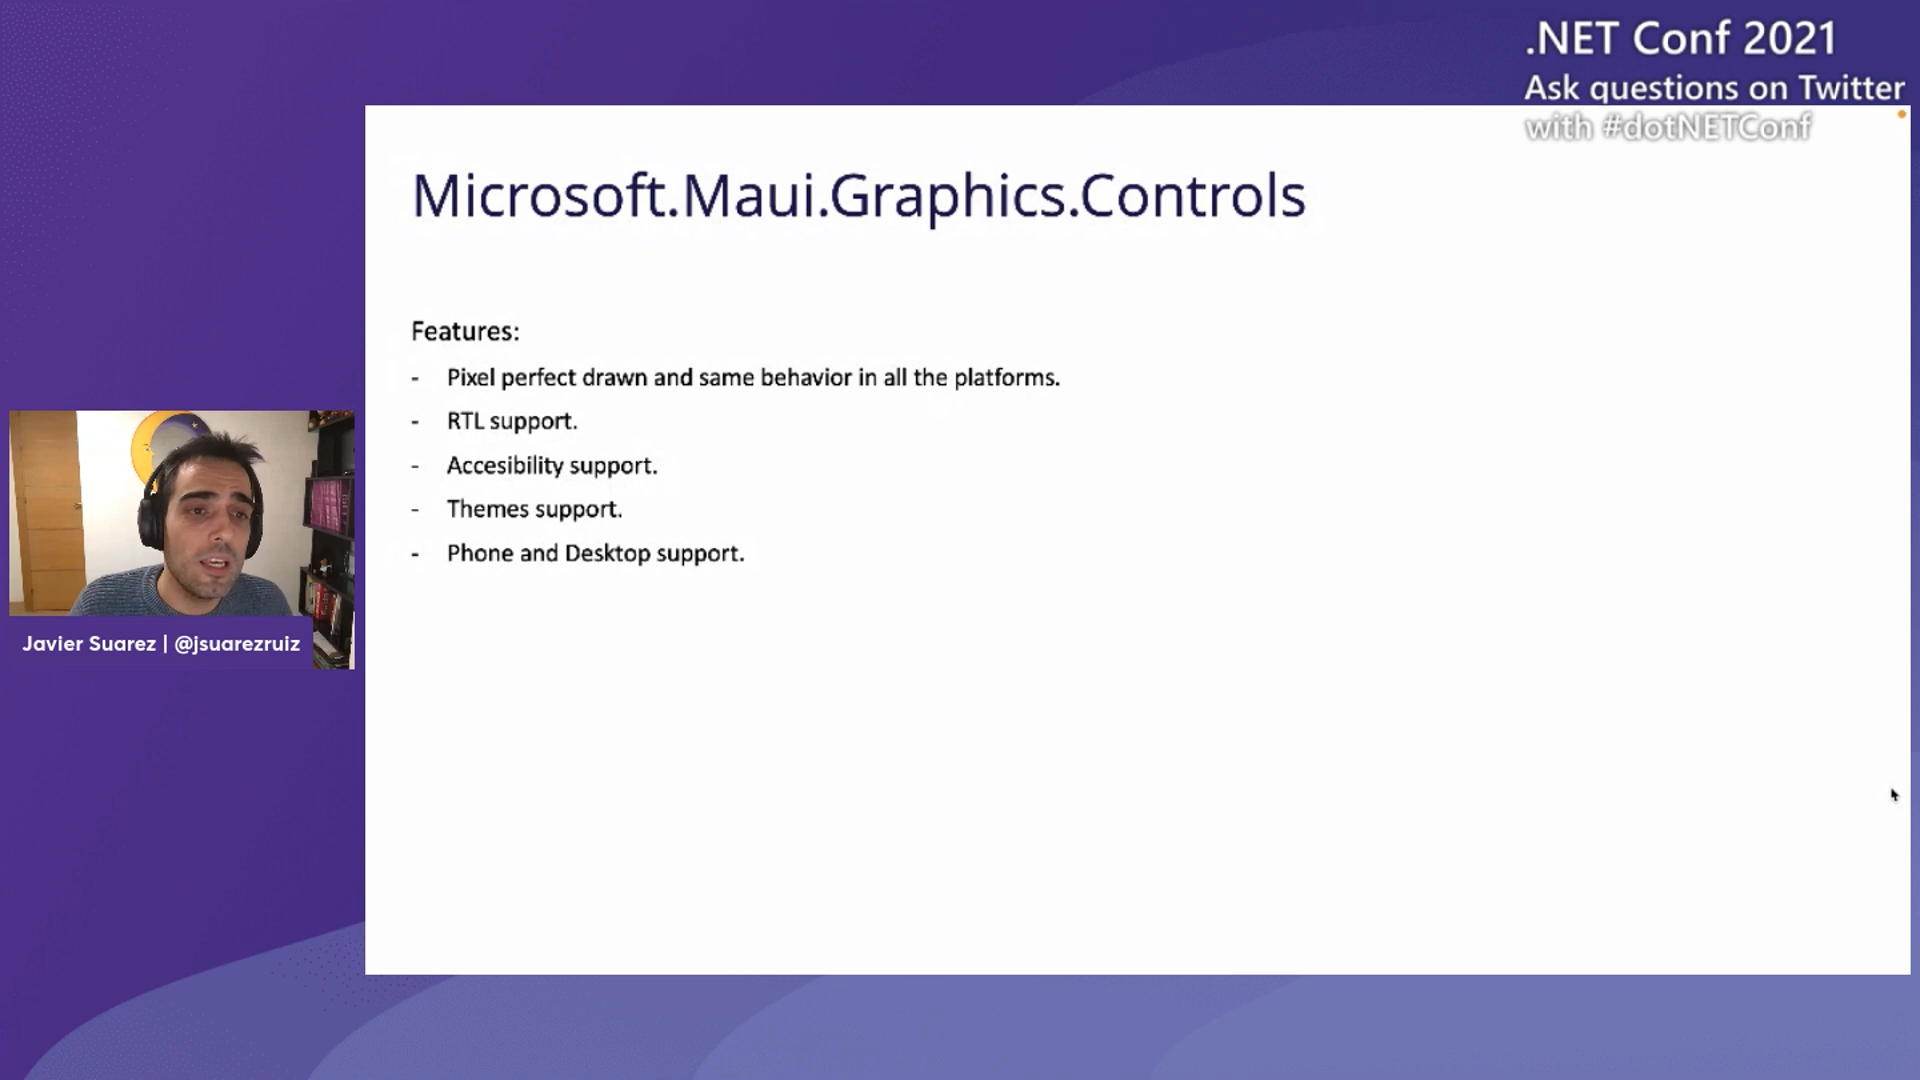 .NET Conf 2021
Ask questions on Twitter
with #dotNETConf
Microsoft.Maui.Graphics.Controls
Features:
- Pixel perfect drawn and same behavior in all the platforms.
- RTL support.
- Accesibility support.
- Themes support.
- Phone and Desktop support.
Javier Suarez | @jsuarezruiz